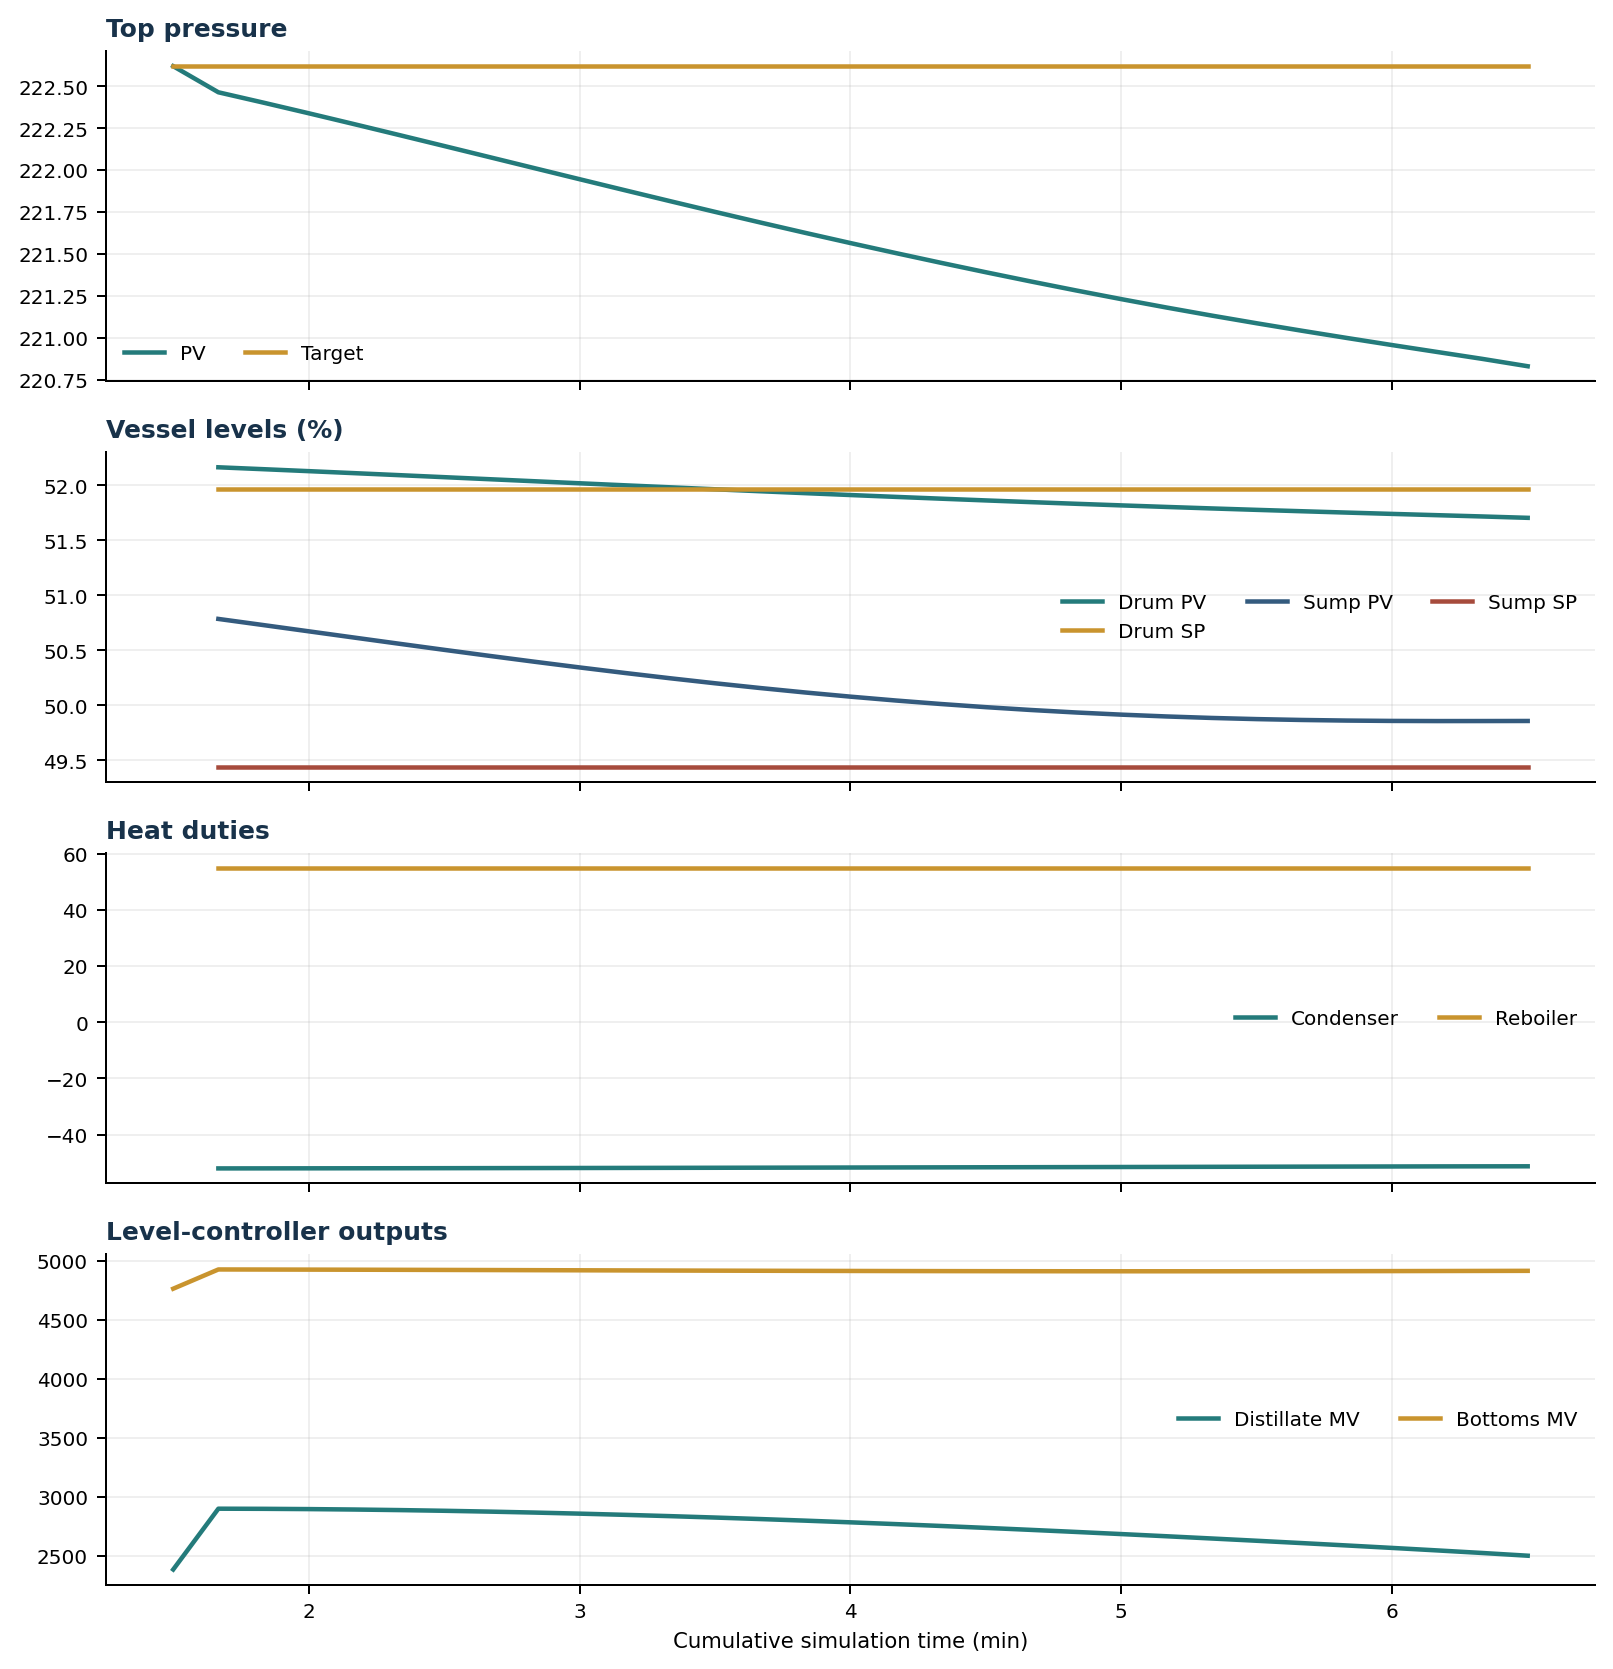 Top pressure
222.50
222.25
222.00
221.75
221.50
221.25
221.00
220.75
PV Target
Vessel levels (%)
52.0
51.5
51.0
50.5
50.0
49.5
Drum PV Sump PV Sump SP
Drum SP
Heat duties
60
40
20
0
−20
−40
Condenser Reboiler
Level-controller outputs
5000
4500
4000
3500
3000
2500
Distillate MV Bottoms MV
2 3 4 5 6
Cumulative simulation time (min)